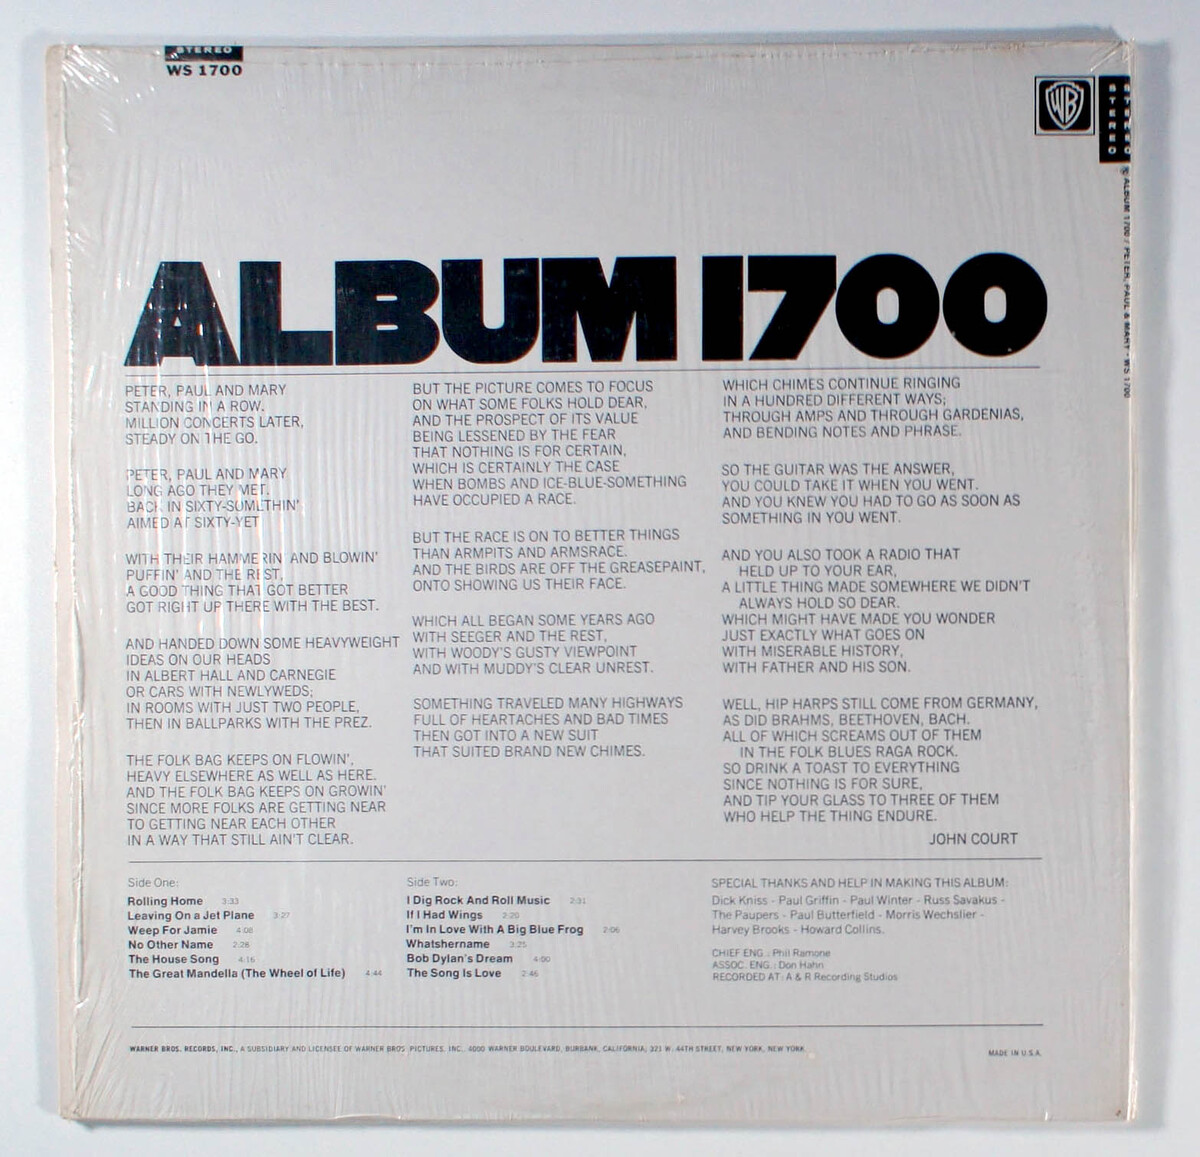 STEREO
WS 1700
WB
STEREO
STEREO
© ALBUM 1700 / PETER, PAUL & MARY • WS 1700
ALBUM 1700
PETER, PAUL AND MARY
STANDING IN A ROW.
MILLION CONCERTS LATER,
STEADY ON THE GO.
PETER, PAUL AND MARY
LONG AGO THEY MET.
BACK IN SIXTY-SUMETHIN'
AIMED AT SIXTY-YET
WITH THEIR HAMMERIN' AND BLOWIN'
PUFFIN' AND THE REST,
A GOOD THING THAT GOT BETTER
GOT RIGHT UP THERE WITH THE BEST.
AND HANDED DOWN SOME HEAVYWEIGHT
IDEAS ON OUR HEADS
IN ALBERT HALL AND CARNEGIE
OR CARS WITH NEWLYWEDS;
IN ROOMS WITH JUST TWO PEOPLE,
THEN IN BALLPARKS WITH THE PREZ.
THE FOLK BAG KEEPS ON FLOWIN',
HEAVY ELSEWHERE AS WELL AS HERE.
AND THE FOLK BAG KEEPS ON GROWIN'
SINCE MORE FOLKS ARE GETTING NEAR
TO GETTING NEAR EACH OTHER
IN A WAY THAT STILL AIN'T CLEAR.
BUT THE PICTURE COMES TO FOCUS
ON WHAT SOME FOLKS HOLD DEAR,
AND THE PROSPECT OF ITS VALUE
BEING LESSENED BY THE FEAR
THAT NOTHING IS FOR CERTAIN,
WHICH IS CERTAINLY THE CASE
WHEN BOMBS AND ICE-BLUE-SOMETHING
HAVE OCCUPIED A RACE.
BUT THE RACE IS ON TO BETTER THINGS
THAN ARMPITS AND ARMSRACE.
AND THE BIRDS ARE OFF THE GREASEPAINT,
ONTO SHOWING US THEIR FACE.
WHICH ALL BEGAN SOME YEARS AGO
WITH SEEGER AND THE REST,
WITH WOODY'S GUSTY VIEWPOINT
AND WITH MUDDY'S CLEAR UNREST.
SOMETHING TRAVELED MANY HIGHWAYS
FULL OF HEARTACHES AND BAD TIMES
THEN GOT INTO A NEW SUIT
THAT SUITED BRAND NEW CHIMES.
WHICH CHIMES CONTINUE RINGING
IN A HUNDRED DIFFERENT WAYS;
THROUGH AMPS AND THROUGH GARDENIAS,
AND BENDING NOTES AND PHRASE.
SO THE GUITAR WAS THE ANSWER,
YOU COULD TAKE IT WHEN YOU WENT.
AND YOU KNEW YOU HAD TO GO AS SOON AS
SOMETHING IN YOU WENT.
AND YOU ALSO TOOK A RADIO THAT
HELD UP TO YOUR EAR,
A LITTLE THING MADE SOMEWHERE WE DIDN'T
ALWAYS HOLD SO DEAR.
WHICH MIGHT HAVE MADE YOU WONDER
JUST EXACTLY WHAT GOES ON
WITH MISERABLE HISTORY,
WITH FATHER AND HIS SON.
WELL, HIP HARPS STILL COME FROM GERMANY,
AS DID BRAHMS, BEETHOVEN, BACH.
ALL OF WHICH SCREAMS OUT OF THEM
IN THE FOLK BLUES RAGA ROCK.
SO DRINK A TOAST TO EVERYTHING
SINCE NOTHING IS FOR SURE,
AND TIP YOUR GLASS TO THREE OF THEM
WHO HELP THE THING ENDURE.
JOHN COURT
Side One:
Rolling Home 3:33
Leaving On a Jet Plane 3:27
Weep For Jamie 4:08
No Other Name 2:26
The House Song 4:16
The Great Mandella (The Wheel of Life) 4:44
Side Two:
I Dig Rock And Roll Music 2:31
If I Had Wings 2:20
I'm In Love With A Big Blue Frog 2:06
Whatshername 3:25
Bob Dylan's Dream 4:00
The Song Is Love 2:46
SPECIAL THANKS AND HELP IN MAKING THIS ALBUM:
Dick Kniss - Paul Griffin - Paul Winter - Russ Savakus -
The Paupers - Paul Butterfield - Morris Wechslier -
Harvey Brooks - Howard Collins.
CHIEF ENG.: Phil Ramone
ASSOC. ENG.: Don Hahn
RECORDED AT: A & R Recording Studios
WARNER BROS. RECORDS, INC., A SUBSIDIARY AND LICENSEE OF WARNER BROS. PICTURES, INC., 4000 WARNER BOULEVARD, BURBANK, CALIFORNIA; 321 W. 44TH STREET, NEW YORK, NEW YORK
MADE IN U.S.A.